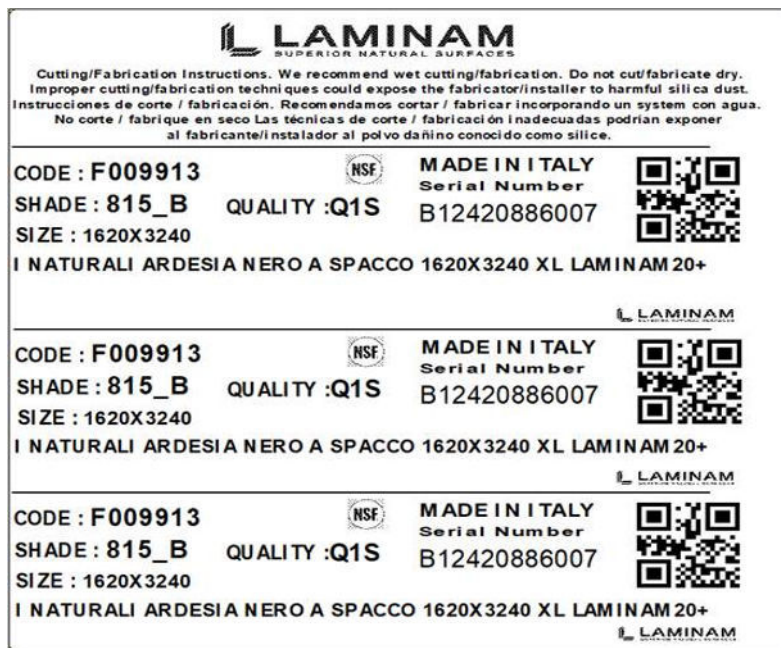 LAMINAM
SUPERIOR NATURAL SURFACES
Cutting/Fabrication Instructions. We recommend wet cutting/fabrication. Do not cut/fabricate dry.
Improper cutting/fabrication techniques could expose the fabricator/installer to harmful silica dust.
Instrucciones de corte / fabricación. Recomendamos cortar / fabricar incorporando un system con agua.
No corte / fabrique en seco Las técnicas de corte / fabricación inadecuadas podrían exponer
al fabricante/instalador al polvo dañino conocido como sílice.
CODE : F009913 NSF MADE IN ITALY
Serial Number
SHADE : 815_B QUALITY :Q1S B12420886007
SIZE : 1620X3240
I NATURALI ARDESIA NERO A SPACCO 1620X3240 XL LAMINAM 20+
LAMINAM
CODE : F009913 NSF MADE IN ITALY
Serial Number
SHADE : 815_B QUALITY :Q1S B12420886007
SIZE : 1620X3240
I NATURALI ARDESIA NERO A SPACCO 1620X3240 XL LAMINAM 20+
LAMINAM
CODE : F009913 NSF MADE IN ITALY
Serial Number
SHADE : 815_B QUALITY :Q1S B12420886007
SIZE : 1620X3240
I NATURALI ARDESIA NERO A SPACCO 1620X3240 XL LAMINAM 20+
LAMINAM